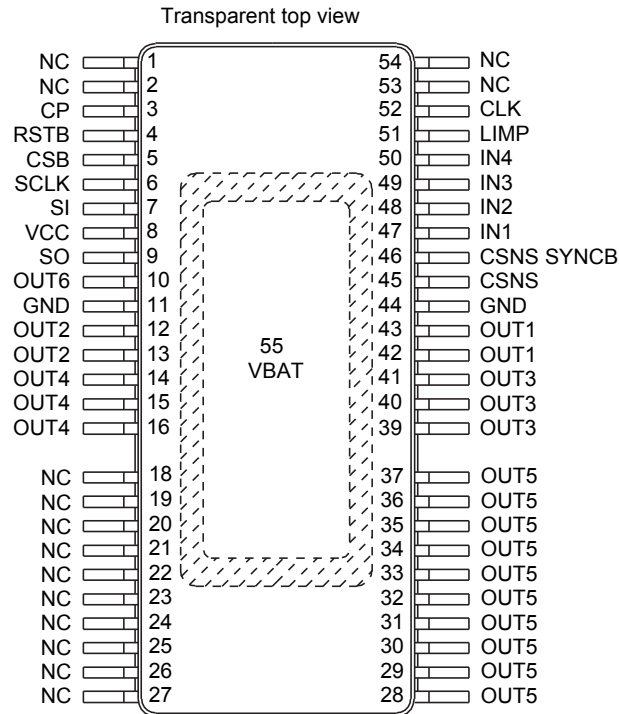 Transparent top view
NC 1 54 NC
NC 2 53 NC
CP 3 52 CLK
RSTB 4 51 LIMP
CSB 5 50 IN4
SCLK 6 49 IN3
SI 7 48 IN2
VCC 8 47 IN1
SO 9 46 CSNS SYNCB
OUT6 10 45 CSNS
GND 11 44 GND
OUT2 12 43 OUT1
OUT2 13 42 OUT1
OUT4 14 41 OUT3
OUT4 15 40 OUT3
OUT4 16 39 OUT3
55
VBAT
NC 18 37 OUT5
NC 19 36 OUT5
NC 20 35 OUT5
NC 21 34 OUT5
NC 22 33 OUT5
NC 23 32 OUT5
NC 24 31 OUT5
NC 25 30 OUT5
NC 26 29 OUT5
NC 27 28 OUT5